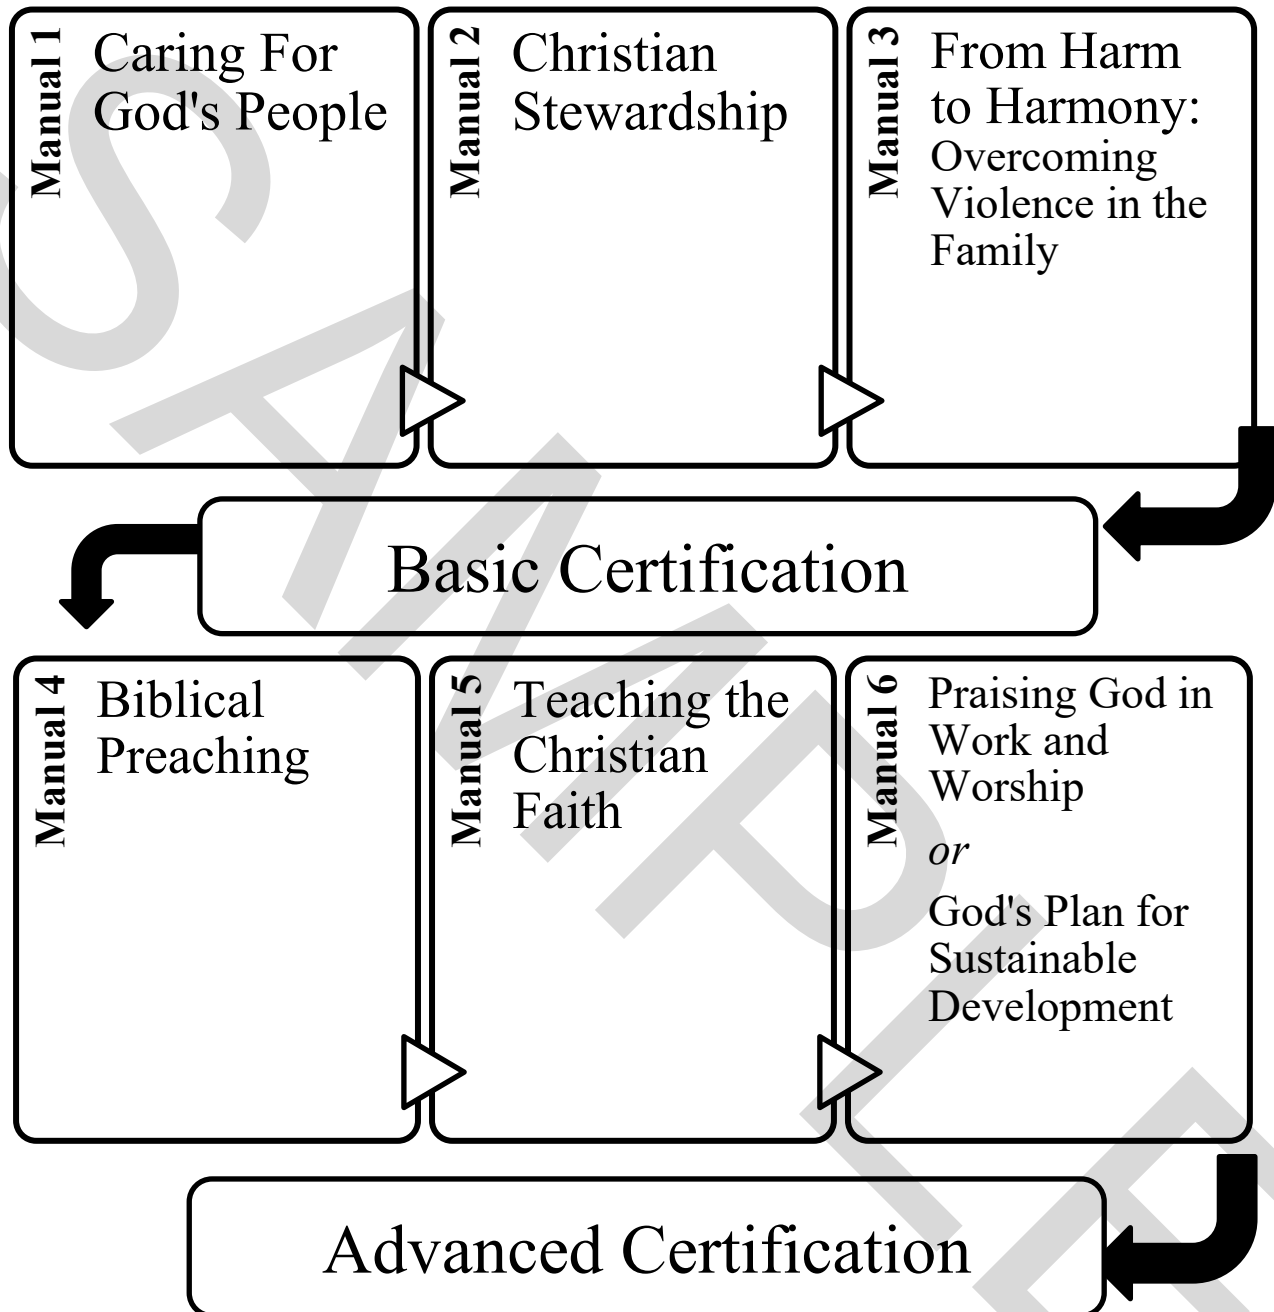 Manual 1
Caring For
God's People
Manual 2
Christian
Stewardship
Manual 3
From Harm
to Harmony:
Overcoming
Violence in the
Family
Basic Certification
Manual 4
Biblical
Preaching
Manual 5
Teaching the
Christian
Faith
Manual 6
Praising God in
Work and
Worship
or
God's Plan for
Sustainable
Development
Advanced Certification
SAMPLE